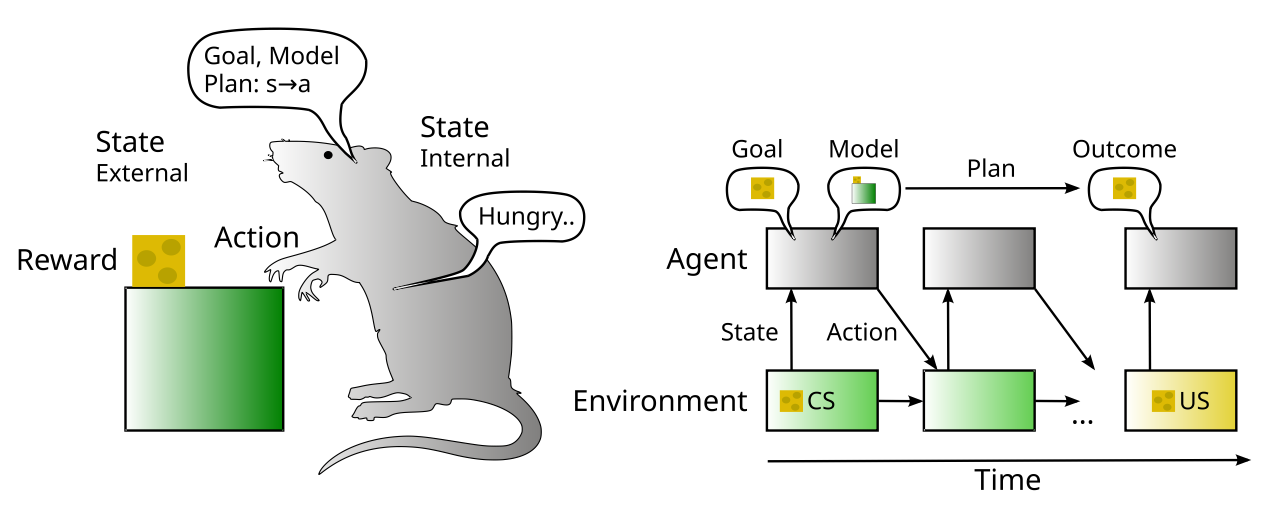 Goal, Model
Plan: s→a
State
External
State
Internal
Hungry..
Action
Reward
Goal
Model
Plan
Outcome
Agent
State
Action
Environment
CS
...
US
Time